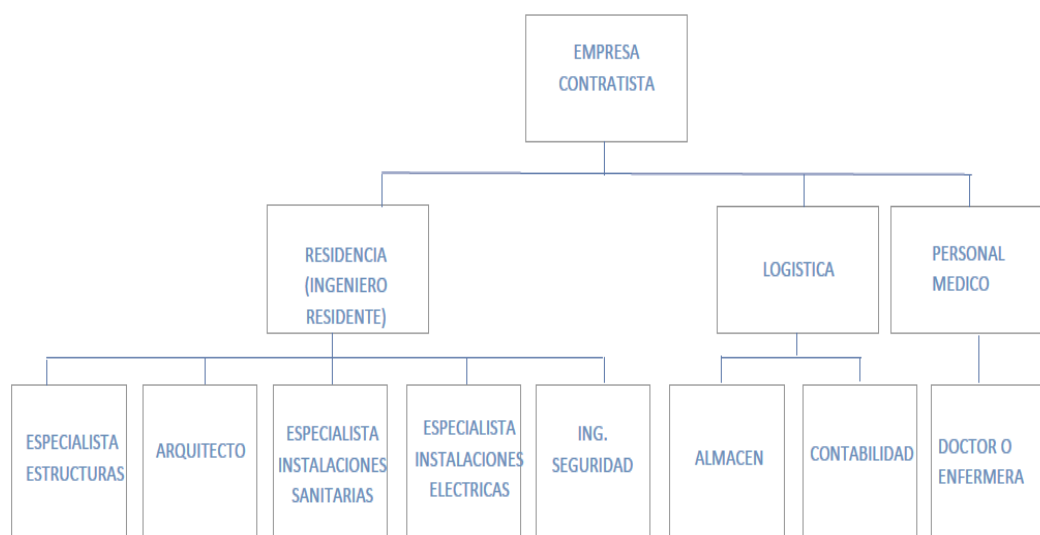 EMPRESA
CONTRATISTA
RESIDENCIA
(INGENIERO
RESIDENTE)
LOGISTICA
PERSONAL
MEDICO
ESPECIALISTA
ESTRUCTURAS
ARQUITECTO
ESPECIALISTA
INSTALACIONES
SANITARIAS
ESPECIALISTA
INSTALACIONES
ELECTRICAS
ING.
SEGURIDAD
ALMACEN
CONTABILIDAD
DOCTOR O
ENFERMERA